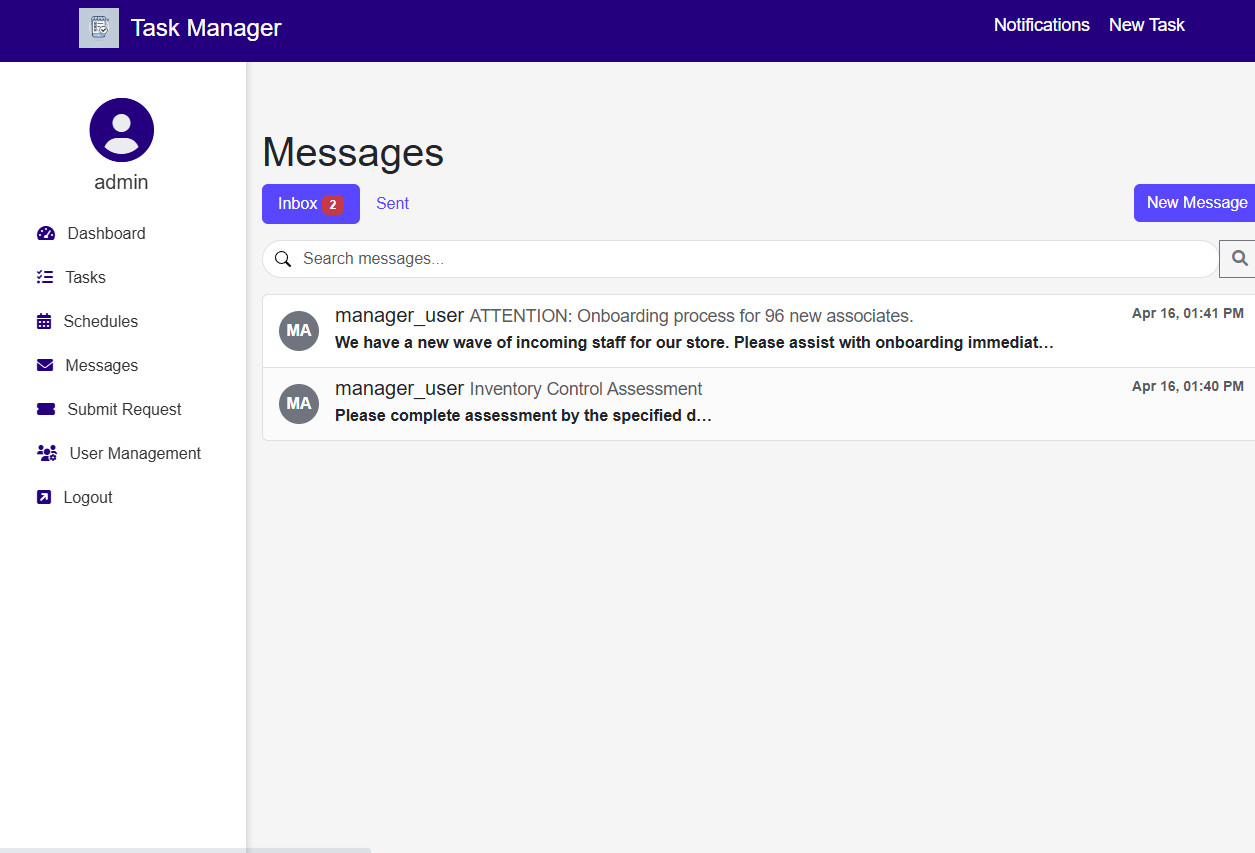 Task Manager
Notifications
New Task
admin
Dashboard
Tasks
Schedules
Messages
Submit Request
User Management
Logout
Messages
Inbox 2
Sent
New Message
Search messages...
MA
manager_user ATTENTION: Onboarding process for 96 new associates.
Apr 16, 01:41 PM
We have a new wave of incoming staff for our store. Please assist with onboarding immediat…
MA
manager_user Inventory Control Assessment
Apr 16, 01:40 PM
Please complete assessment by the specified d…